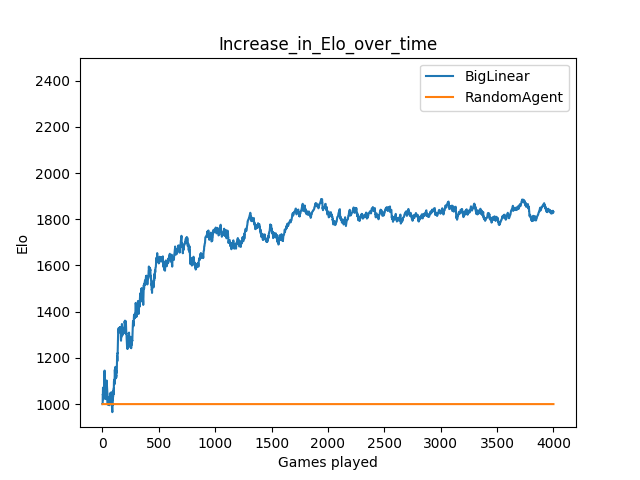 Increase_in_Elo_over_time
BigLinear
RandomAgent
Elo
2400
2200
2000
1800
1600
1400
1200
1000
0 500 1000 1500 2000 2500 3000 3500 4000
Games played